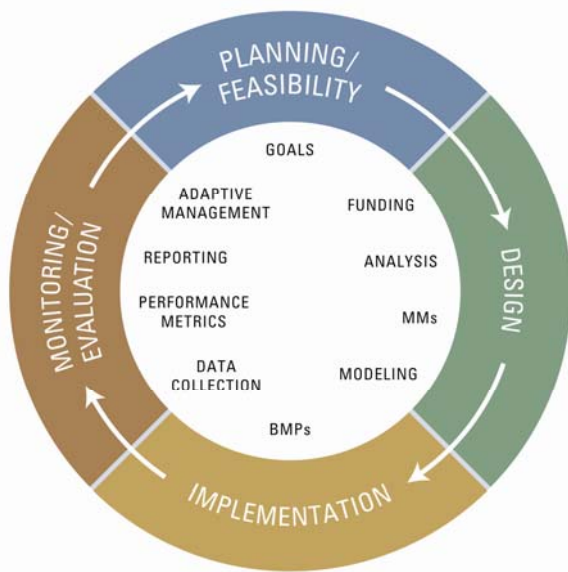 PLANNING/
FEASIBILITY
DESIGN
IMPLEMENTATION
MONITORING/
EVALUATION
GOALS
FUNDING
ANALYSIS
MMs
MODELING
BMPs
DATA
COLLECTION
PERFORMANCE
METRICS
REPORTING
ADAPTIVE
MANAGEMENT